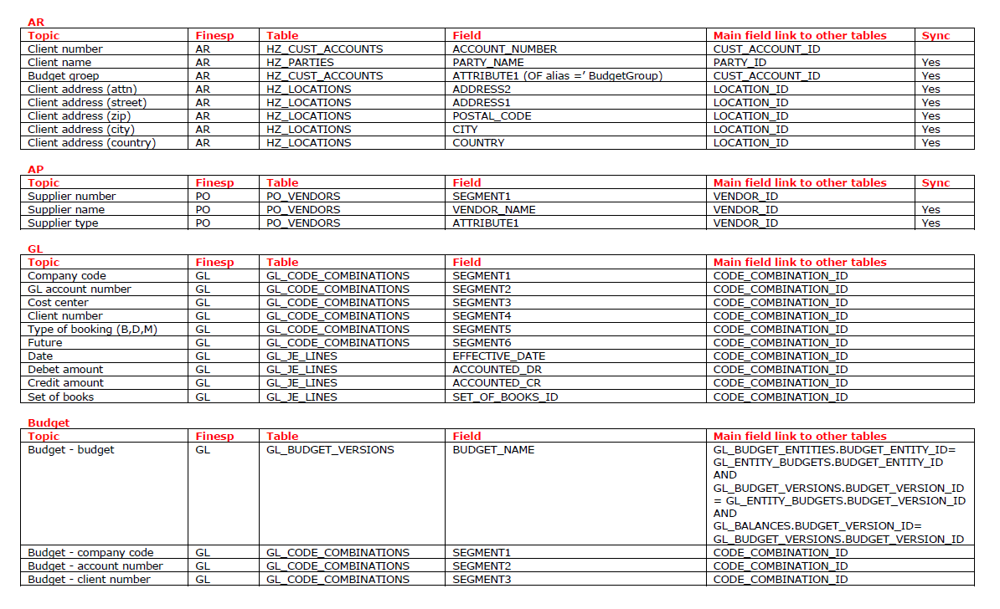 AR
Topic Finesp Table Field Main field link to other tables Sync
Client number AR HZ_CUST_ACCOUNTS ACCOUNT_NUMBER CUST_ACCOUNT_ID
Client name AR HZ_PARTIES PARTY_NAME PARTY_ID Yes
Budget groep AR HZ_CUST_ACCOUNTS ATTRIBUTE1 (OF alias =’ BudgetGroup) CUST_ACCOUNT_ID Yes
Client address (attn) AR HZ_LOCATIONS ADDRESS2 LOCATION_ID Yes
Client address (street) AR HZ_LOCATIONS ADDRESS1 LOCATION_ID Yes
Client address (zip) AR HZ_LOCATIONS POSTAL_CODE LOCATION_ID Yes
Client address (city) AR HZ_LOCATIONS CITY LOCATION_ID Yes
Client address (country) AR HZ_LOCATIONS COUNTRY LOCATION_ID Yes
AP
Topic Finesp Table Field Main field link to other tables Sync
Supplier number PO PO_VENDORS SEGMENT1 VENDOR_ID
Supplier name PO PO_VENDORS VENDOR_NAME VENDOR_ID Yes
Supplier type PO PO_VENDORS ATTRIBUTE1 VENDOR_ID Yes
GL
Topic Finesp Table Field Main field link to other tables
Company code GL GL_CODE_COMBINATIONS SEGMENT1 CODE_COMBINATION_ID
GL account number GL GL_CODE_COMBINATIONS SEGMENT2 CODE_COMBINATION_ID
Cost center GL GL_CODE_COMBINATIONS SEGMENT3 CODE_COMBINATION_ID
Client number GL GL_CODE_COMBINATIONS SEGMENT4 CODE_COMBINATION_ID
Type of booking (B,D,M) GL GL_CODE_COMBINATIONS SEGMENT5 CODE_COMBINATION_ID
Future GL GL_CODE_COMBINATIONS SEGMENT6 CODE_COMBINATION_ID
Date GL GL_JE_LINES EFFECTIVE_DATE CODE_COMBINATION_ID
Debet amount GL GL_JE_LINES ACCOUNTED_DR CODE_COMBINATION_ID
Credit amount GL GL_JE_LINES ACCOUNTED_CR CODE_COMBINATION_ID
Set of books GL GL_JE_LINES SET_OF_BOOKS_ID CODE_COMBINATION_ID
Budget
Topic Finesp Table Field Main field link to other tables
Budget - budget GL GL_BUDGET_VERSIONS BUDGET_NAME GL_BUDGET_ENTITIES.BUDGET_ENTITY_ID=
GL_ENTITY_BUDGETS.BUDGET_ENTITY_ID
AND
GL_BUDGET_VERSIONS.BUDGET_VERSION_ID
= GL_ENTITY_BUDGETS.BUDGET_VERSION_ID
AND
GL_BALANCES.BUDGET_VERSION_ID=
GL_BUDGET_VERSIONS.BUDGET_VERSION_ID
Budget - company code GL GL_CODE_COMBINATIONS SEGMENT1 CODE_COMBINATION_ID
Budget - account number GL GL_CODE_COMBINATIONS SEGMENT2 CODE_COMBINATION_ID
Budget - client number GL GL_CODE_COMBINATIONS SEGMENT3 CODE_COMBINATION_ID